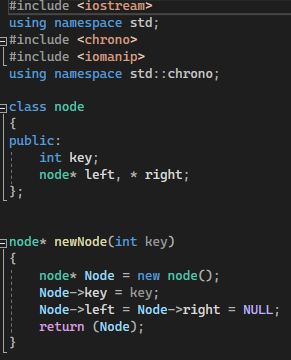 #include <iostream>
using namespace std;
#include <chrono>
#include <iomanip>
using namespace std::chrono;
class node
{
public:
int key;
node* left, * right;
};
node* newNode(int key)
{
node* Node = new node();
Node->key = key;
Node->left = Node->right = NULL;
return (Node);
}